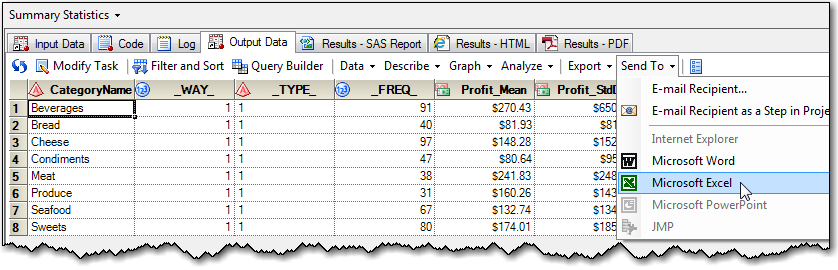 Summary Statistics
Input Data Code Log Output Data Results - SAS Report Results - HTML Results - PDF
Modify Task Filter and Sort Query Builder Data Describe Graph Analyze Export Send To
CategoryName _WAY_ _TYPE_ _FREQ_ Profit_Mean
1 Beverages 1 1 91 $270.43 $650
2 Bread 1 1 40 $81.93 $81
3 Cheese 1 1 97 $148.28 $152
4 Condiments 1 1 47 $80.64 $95
5 Meat 1 1 38 $241.83 $248
6 Produce 1 1 31 $160.26 $143
7 Seafood 1 1 67 $132.74 $134
8 Sweets 1 1 80 $174.01 $185
E-mail Recipient...
E-mail Recipient as a Step in Proje
Internet Explorer
Microsoft Word
Microsoft Excel
Microsoft PowerPoint
JMP